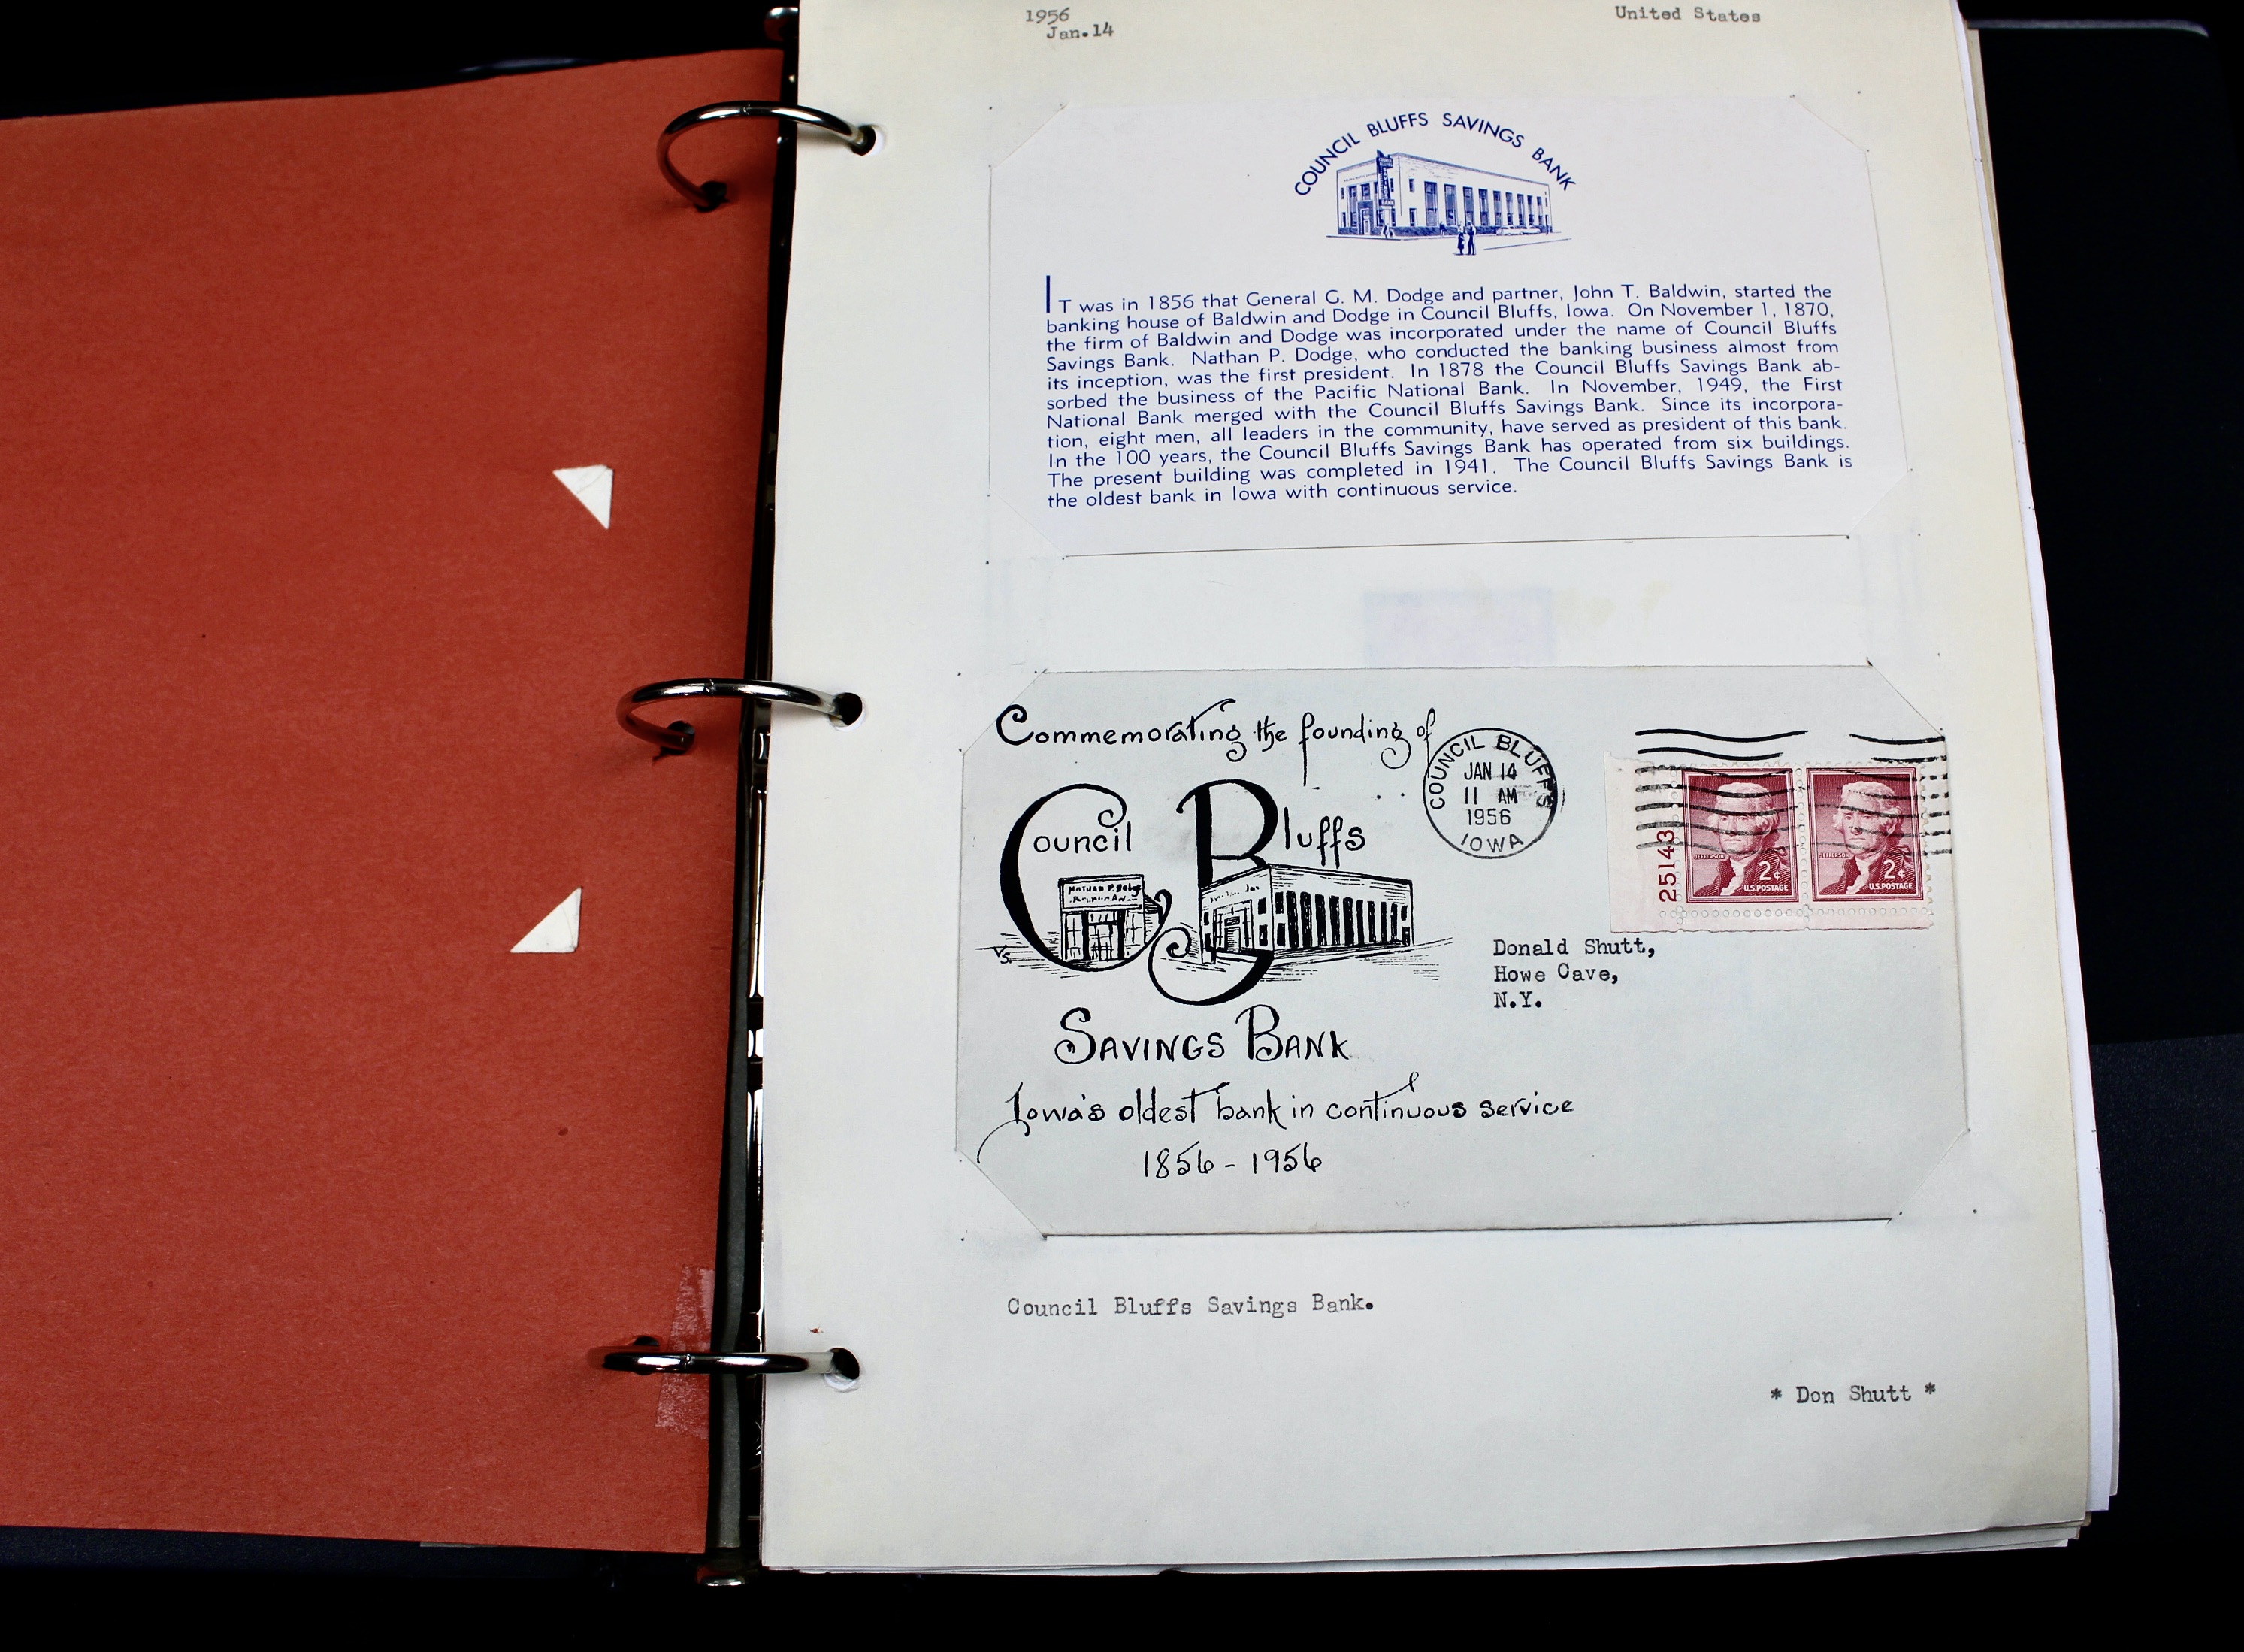 1956
Jan.14
United States
COUNCIL BLUFFS SAVINGS BANK
IT was in 1856 that General G. M. Dodge and partner, John T. Baldwin, started the
banking house of Baldwin and Dodge in Council Bluffs, Iowa. On November 1, 1870,
the firm of Baldwin and Dodge was incorporated under the name of Council Bluffs
Savings Bank. Nathan P. Dodge, who conducted the banking business almost from
its inception, was the first president. In 1878 the Council Bluffs Savings Bank ab-
sorbed the business of the Pacific National Bank. In November, 1949, the First
National Bank merged with the Council Bluffs Savings Bank. Since its incorpora-
tion, eight men, all leaders in the community, have served as president of this bank.
In the 100 years, the Council Bluffs Savings Bank has operated from six buildings.
The present building was completed in 1941. The Council Bluffs Savings Bank is
the oldest bank in Iowa with continuous service.
Commemorating the founding of
Council Bluffs
NATHAN P. Dodge
VS.
SAVINGS BANK
Iowa's oldest bank in continuous service
1856 - 1956
COUNCIL BLUFFS
JAN 14
11 AM
1956
IOWA
25143
JEFFERSON
2¢
U.S.POSTAGE
JEFFERSON
2¢
U.S.POSTAGE
Donald Shutt,
Howe Cave,
N.Y.
Council Bluffs Savings Bank.
* Don Shutt *